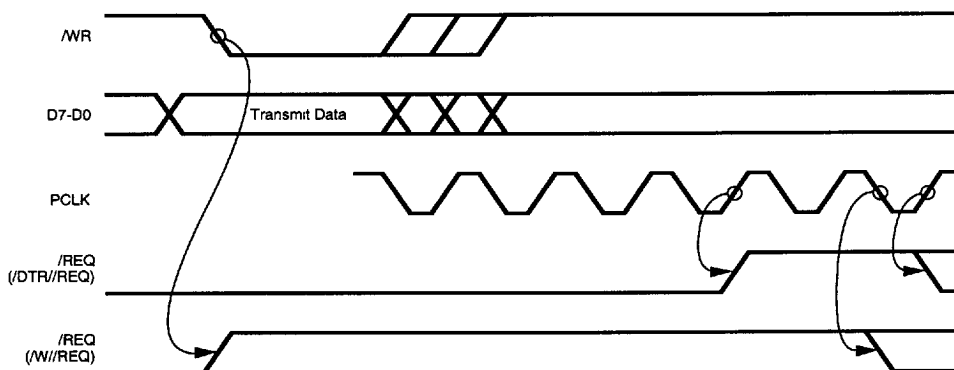 /WR
D7-D0
Transmit Data
PCLK
/REQ
(/DTR//REQ)
/REQ
(/W//REQ)